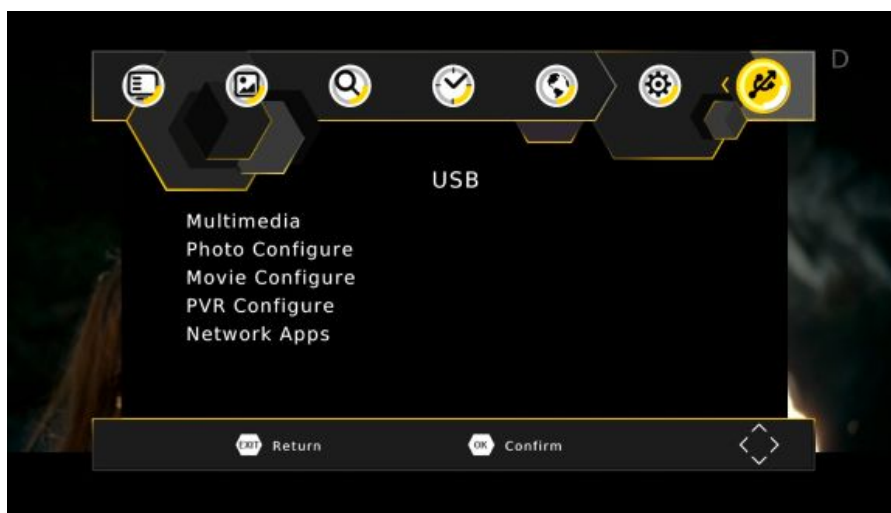 D
USB
Multimedia
Photo Configure
Movie Configure
PVR Configure
Network Apps
EXIT Return
OK Confirm